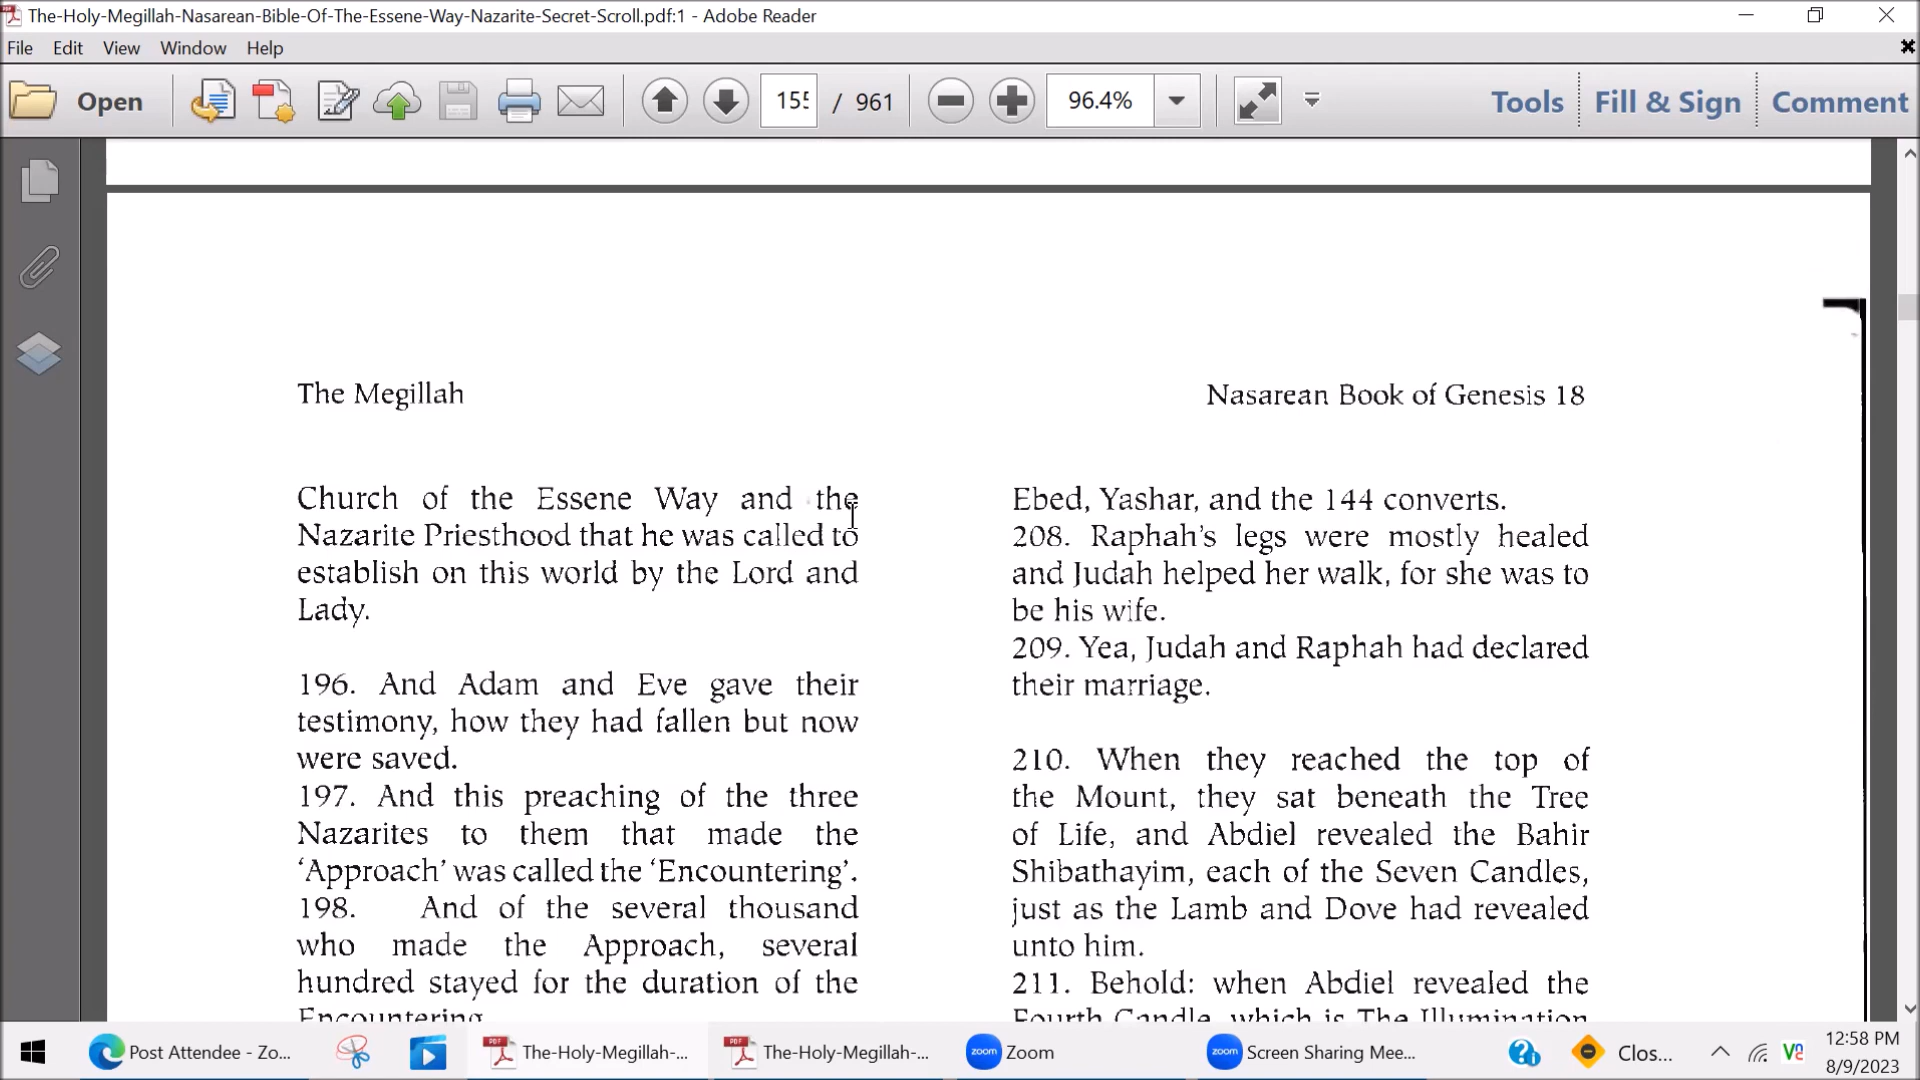 The-Holy-Megillah-Nasarean-Bible-Of-The-Essene-Way-Nazarite-Secret-Scroll.pdf:1 - Adobe Reader
File Edit View Window Help
Open 155 / 961 96.4% Tools Fill & Sign Comment
The Megillah
Nasarean Book of Genesis 18
Church of the Essene Way and the
Nazarite Priesthood that he was called to
establish on this world by the Lord and
Lady.
196. And Adam and Eve gave their
testimony, how they had fallen but now
were saved.
197. And this preaching of the three
Nazarites to them that made the
‘Approach’ was called the ‘Encountering’.
198. And of the several thousand
who made the Approach, several
hundred stayed for the duration of the
Encountering.
Ebed, Yashar, and the 144 converts.
208. Raphah’s legs were mostly healed
and Judah helped her walk, for she was to
be his wife.
209. Yea, Judah and Raphah had declared
their marriage.
210. When they reached the top of
the Mount, they sat beneath the Tree
of Life, and Abdiel revealed the Bahir
Shibathayim, each of the Seven Candles,
just as the Lamb and Dove had revealed
unto him.
211. Behold: when Abdiel revealed the
Fourth Candle, which is The Illumination
Post Attendee - Zo... The-Holy-Megillah-... The-Holy-Megillah-... zoom Zoom zoom Screen Sharing Mee... Clos... 12:58 PM
8/9/2023